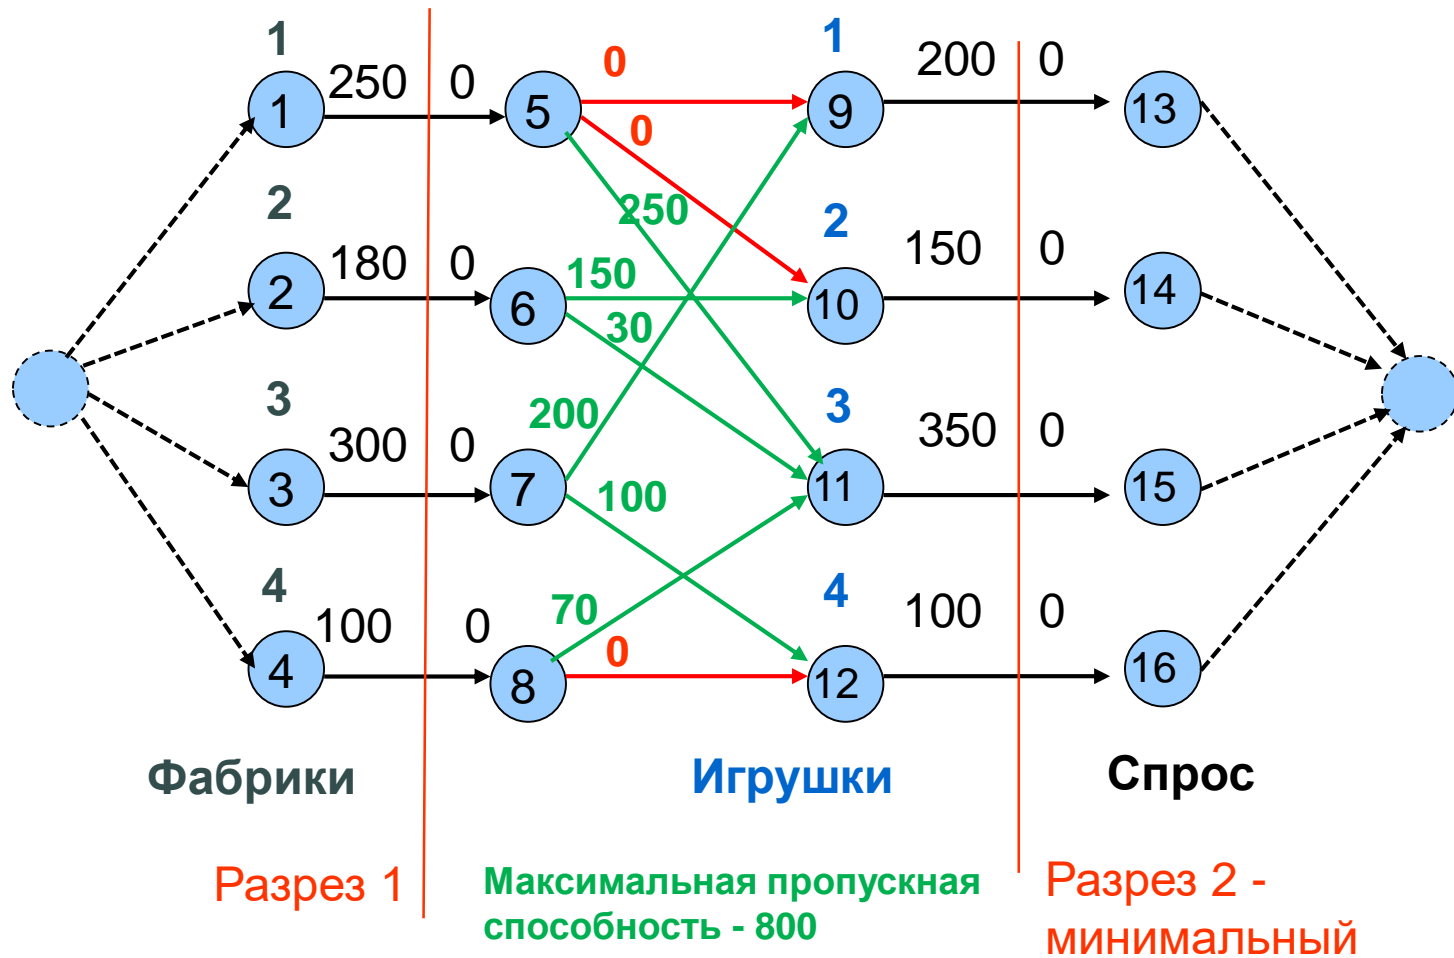 1 1
250 0 0 200 0
1 5 9 13
0
2 250 2
180 0 150 150 0
2 6 10 14
30
3 200 3
300 0 350 0
3 7 100 11 15
4 4
100 0 70 100 0
4 8 0 12 16
Фабрики Игрушки Спрос
Разрез 1
Максимальная пропускная
способность - 800
Разрез 2 -
минимальный